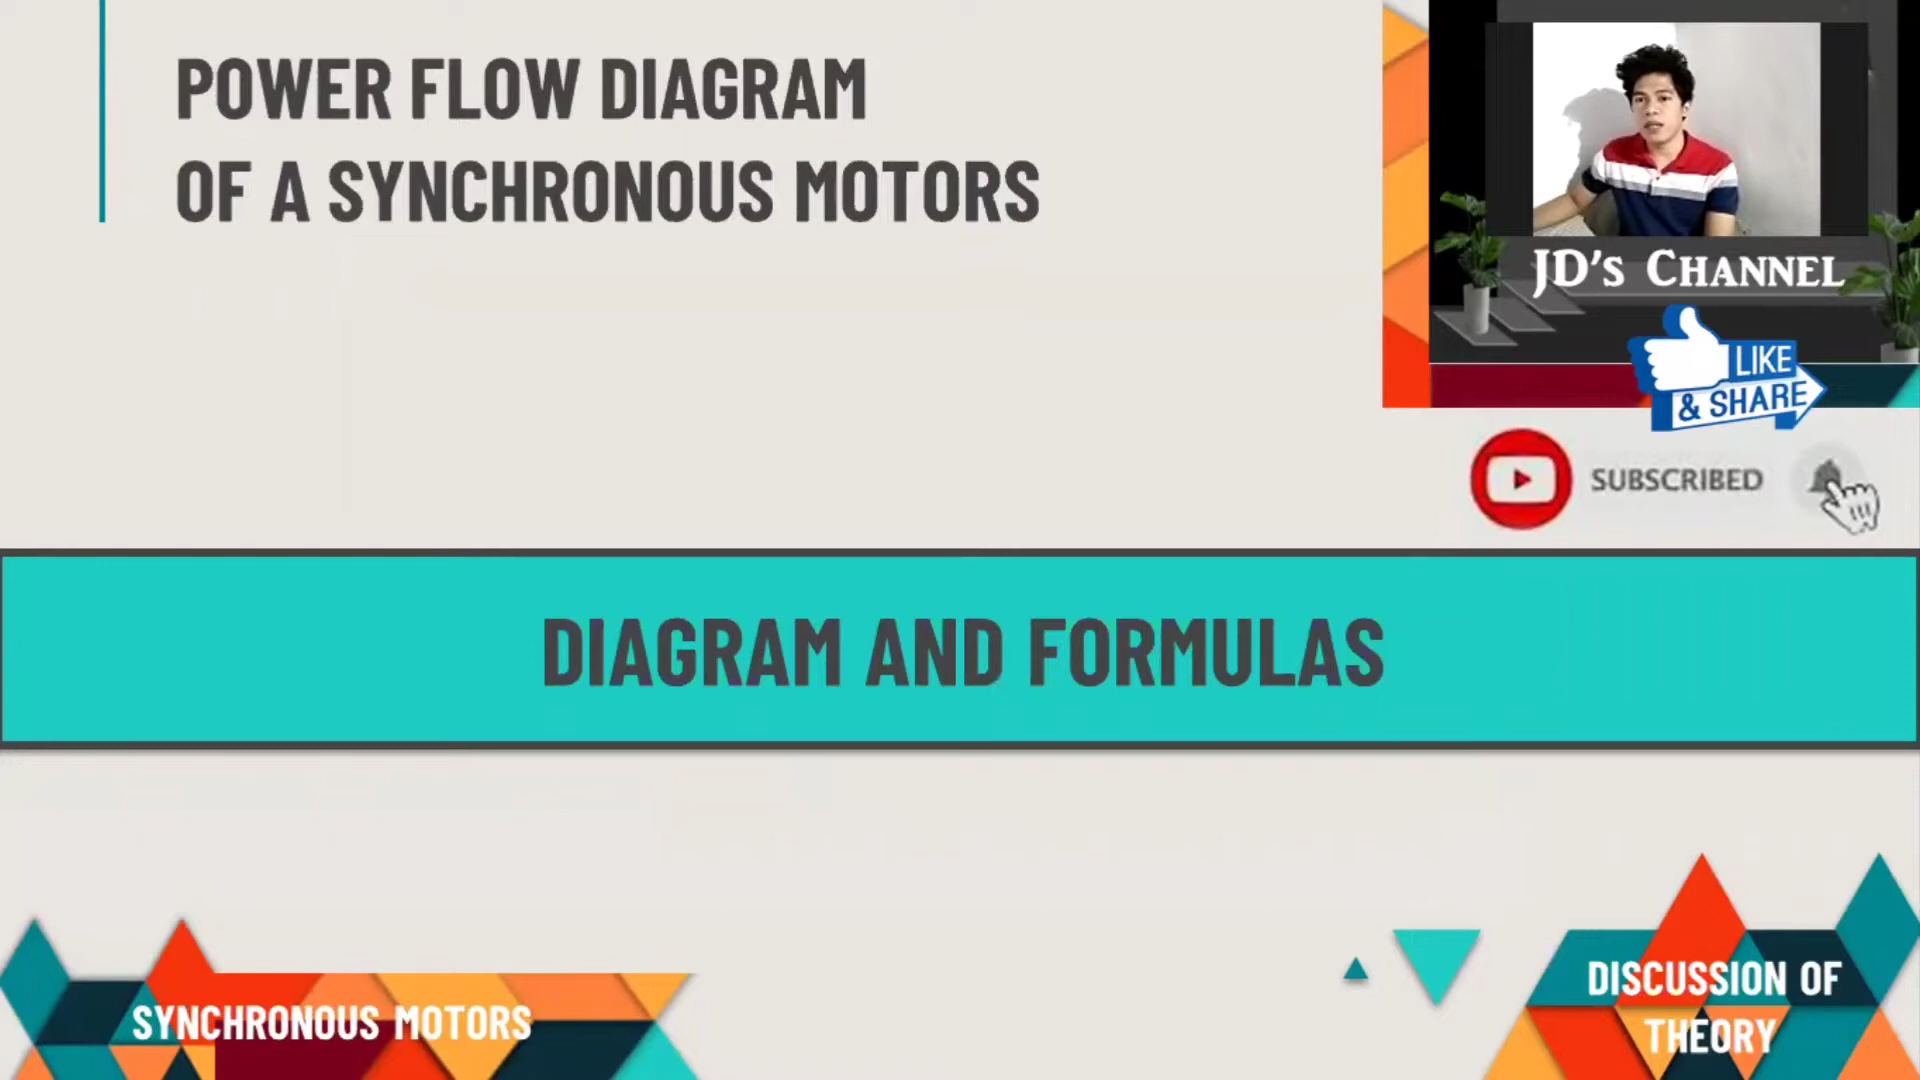 POWER FLOW DIAGRAM
OF A SYNCHRONOUS MOTORS
JD's Channel
LIKE
& SHARE
SUBSCRIBED
DIAGRAM AND FORMULAS
SYNCHRONOUS MOTORS
DISCUSSION OF
THEORY